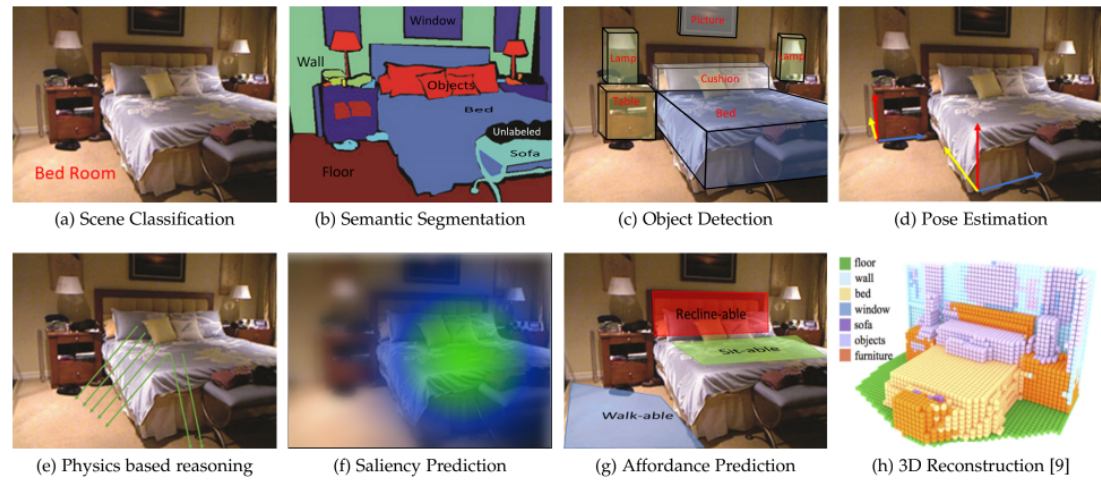 Bed Room
(a) Scene Classification
Window
Wall
Objects
Bed
Unlabeled
Sofa
Floor
(b) Semantic Segmentation
Picture
Lamp
Lamp
Cushion
Table
Bed
(c) Object Detection
(d) Pose Estimation
(e) Physics based reasoning
(f) Saliency Prediction
Recline-able
Sit-able
Walk-able
(g) Affordance Prediction
floor
wall
bed
window
sofa
objects
furniture
(h) 3D Reconstruction [9]